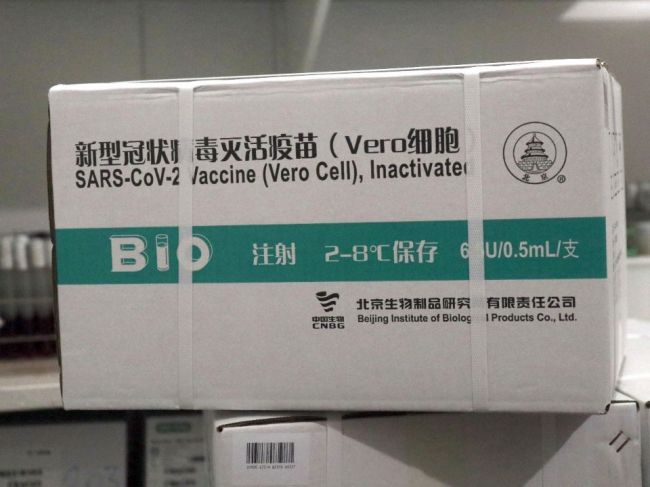 新型冠状病毒灭活疫苗(Vero细胞
SARS-CoV-2 Vaccine (Vero Cell), Inactivated
北京
®
BIO 注射 2-8℃保存 6.5U/0.5mL/支
中国生物
CNBG
北京生物制品研究所有限责任公司
Beijing Institute of Biological Products Co., Ltd.